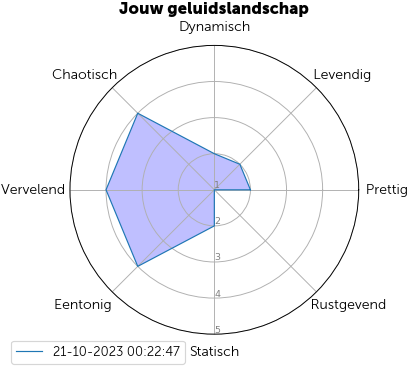 Jouw geluidslandschap
Dynamisch
Chaotisch
Levendig
Vervelend
1
Prettig
2
3
4
Eentonig
Rustgevend
5
21-10-2023 00:22:47
Statisch